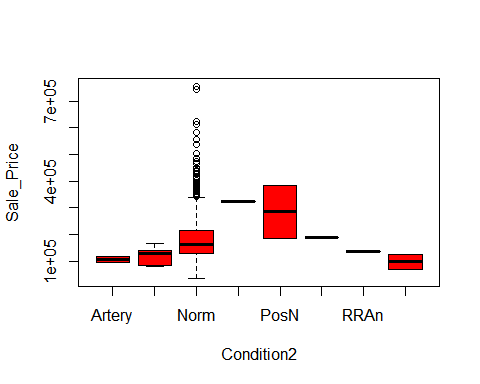 7e+05
4e+05
1e+05
Sale_Price
Artery Norm PosN RRAn
Condition2